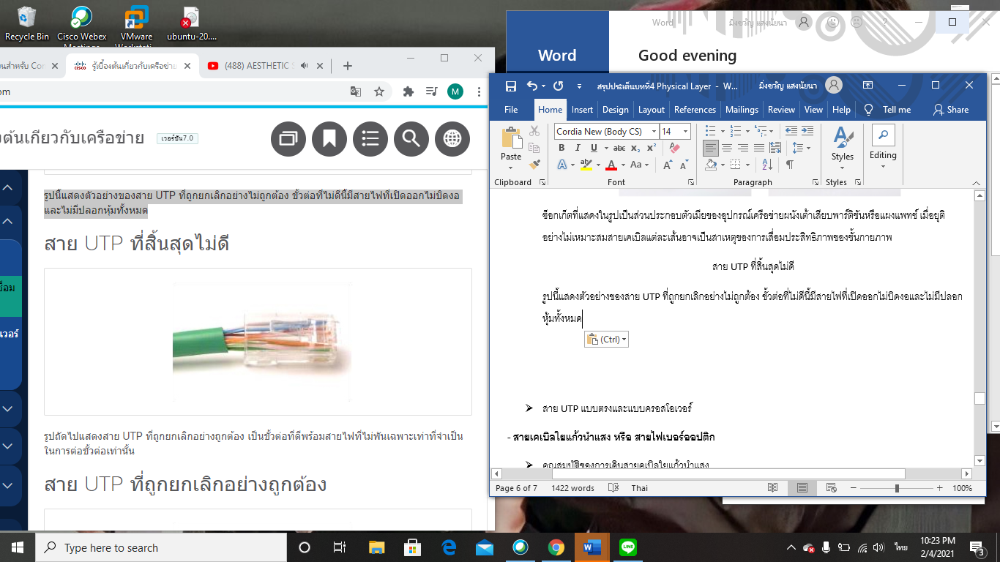 Recycle Bin
Cisco Webex
VMware
ubuntu-20....
Word
มิ่งขวัญ แสงนัยนา
Word
Good evening
รู้เบื้องต้นเกี่ยวกับเครือข่าย
(488) AESTHETIC S
om
M
งต้นเกี่ยวกับเครือข่าย
เวอร์ชัน7.0
รูปนี้แสดงตัวอย่างของสาย UTP ที่ถูกยกเลิกอย่างไม่ถูกต้อง ขั้วต่อที่ไม่ดีนี้มีสายไฟที่เปิดออกไม่บิดงอ
และไม่มีปลอกหุ้มทั้งหมด
สาย UTP ที่สิ้นสุดไม่ดี
รูปถัดไปแสดงสาย UTP ที่ถูกยกเลิกอย่างถูกต้อง เป็นขั้วต่อที่ดีพร้อมสายไฟที่ไม่พันเฉพาะเท่าที่จำเป็น
ในการต่อขั้วต่อเท่านั้น
สาย UTP ที่ถูกยกเลิกอย่างถูกต้อง
สรุปประเด็นบทที่4 Physical Layer - W...
มิ่งขวัญ แสงนัยนา
File Home Insert Design Layout References Mailings Review View Help Tell me Share
Cordia New (Body CS) 14
Paste
B I U abc x₂ x²
Aa
Styles
Editing
Clipboard Font Paragraph Styles
ซ็อกเก็ตที่แสดงในรูปเป็นส่วนประกอบตัวเมียของอุปกรณ์เครือข่ายผนังเต้าเสียบพาร์ติชันหรือแผงแพทช์ เมื่อยุติ
อย่างไม่เหมาะสมสายเคเบิลแต่ละเส้นอาจเป็นสาเหตุของการเสื่อมประสิทธิภาพของชั้นกายภาพ
สาย UTP ที่สิ้นสุดไม่ดี
รูปนี้แสดงตัวอย่างของสาย UTP ที่ถูกยกเลิกอย่างไม่ถูกต้อง ขั้วต่อที่ไม่ดีนี้มีสายไฟที่เปิดออกไม่บิดงอและไม่มีปลอก
หุ้มทั้งหมด
(Ctrl)
สาย UTP แบบตรงและแบบครอสโอเวอร์
- สายเคเบิลใยแก้วนำแสง หรือ สายไฟเบอร์ออปติก
คุณสมบัติของการเดินสายเคเบิลใยแก้วนำแสง
Page 6 of 7 1422 words Thai 100%
Type here to search
LINE
ไทย
10:23 PM
2/4/2021
3